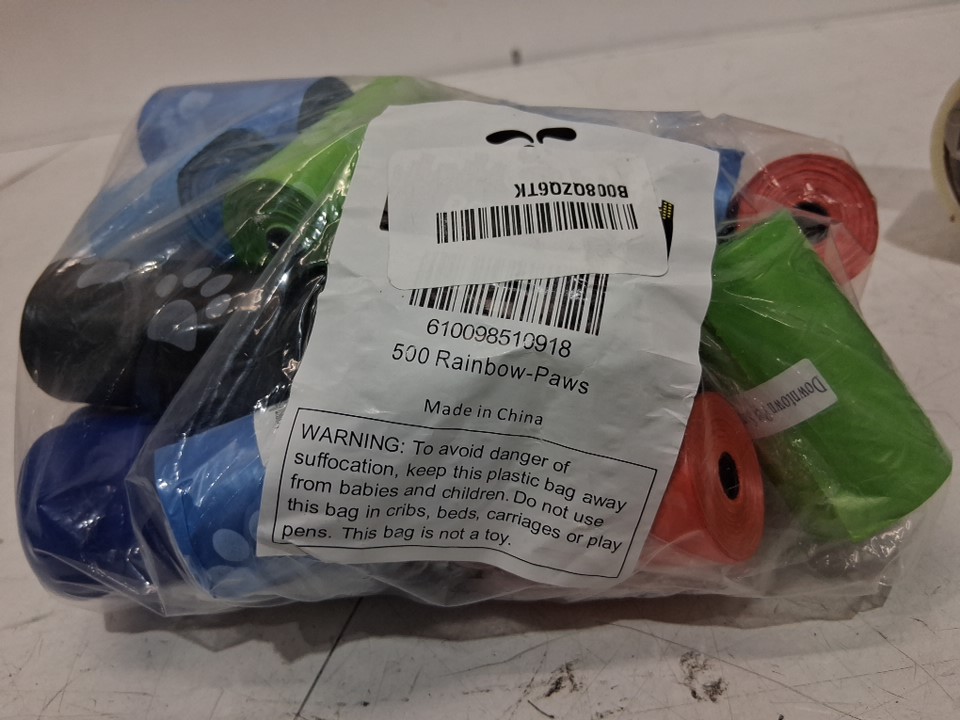 B008QZQ6TK
610098510918
500 Rainbow-Paws
Made in China
WARNING: To avoid danger of
suffocation, keep this plastic bag away
from babies and children. Do not use
this bag in cribs, beds, carriages or play
pens. This bag is not a toy.
Downtown